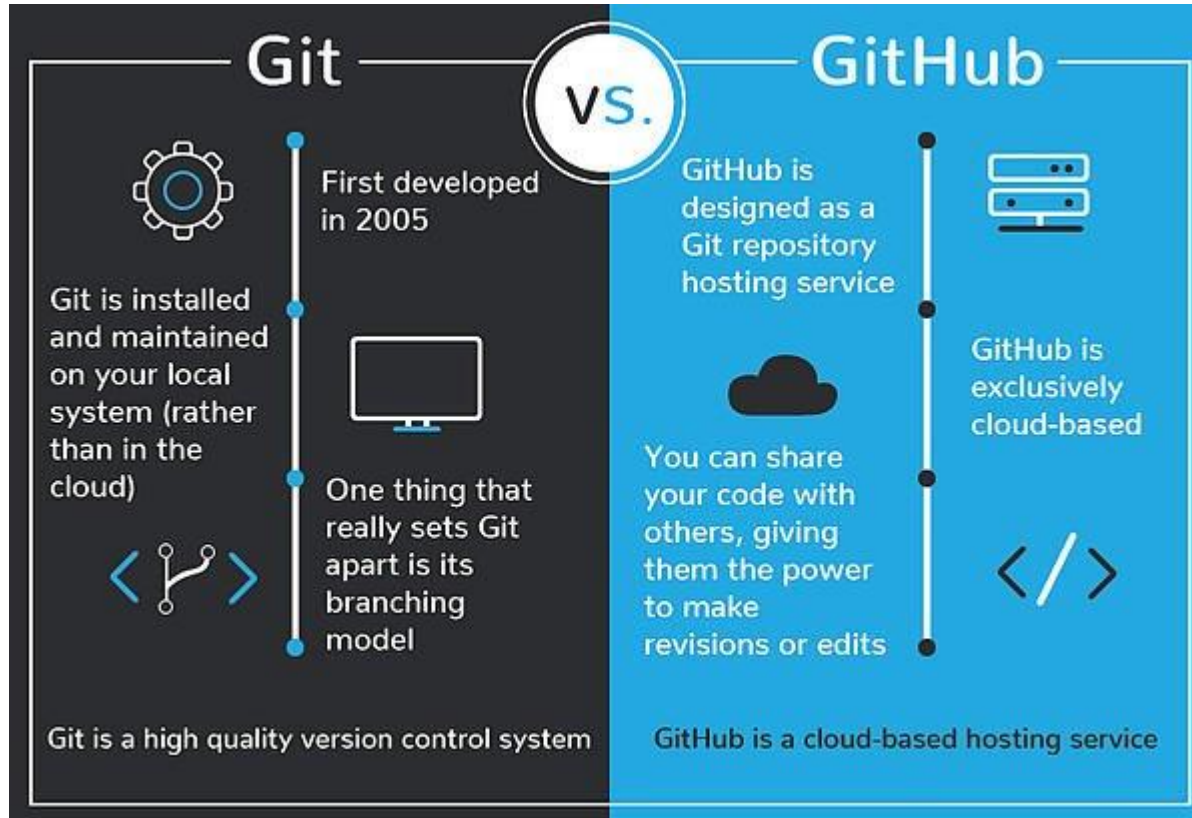 Git
First developed
in 2005
Git is installed
and maintained
on your local
system (rather
than in the
cloud)
One thing that
really sets Git
apart is its
branching
model
Git is a high quality version control system
vs.
GitHub
GitHub is
designed as a
Git repository
hosting service
GitHub is
exclusively
cloud-based
You can share
your code with
others, giving
them the power
to make
revisions or edits
GitHub is a cloud-based hosting service